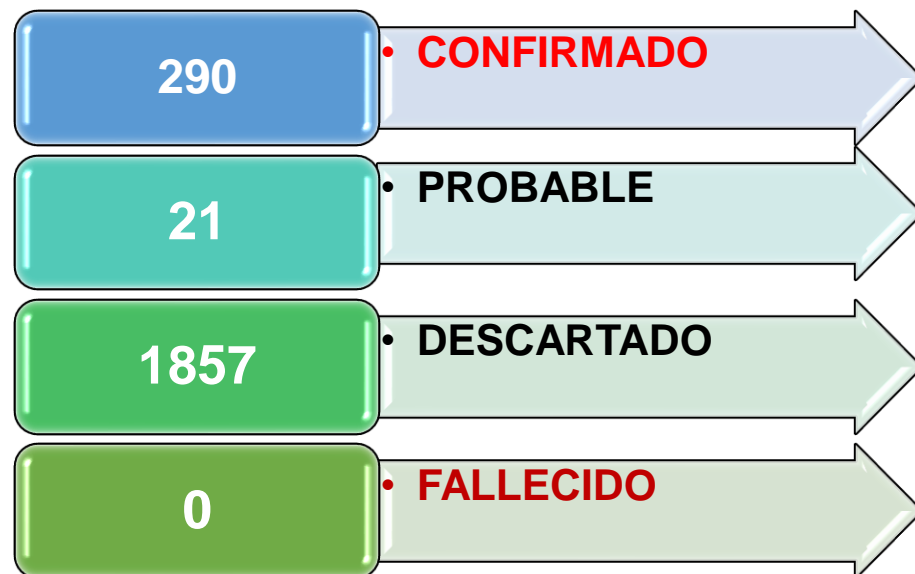 290
• CONFIRMADO
21
• PROBABLE
1857
• DESCARTADO
0
• FALLECIDO